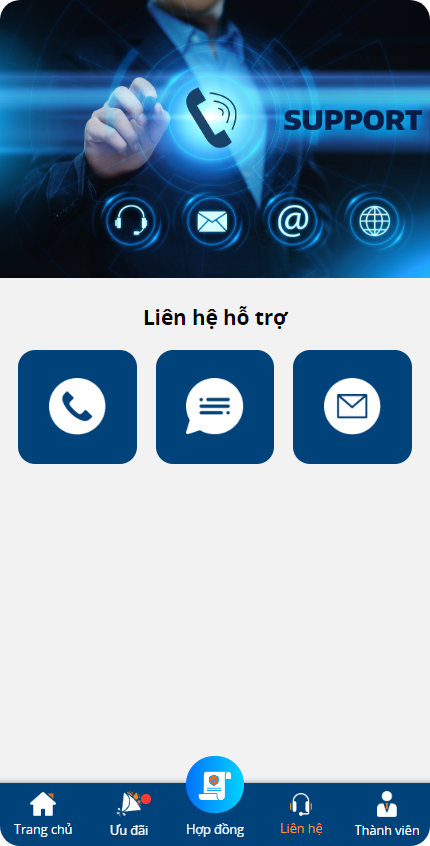 SUPPORT
Liên hệ hỗ trợ
Trang chủ
Ưu đãi
Hợp đồng
Liên hệ
Thành viên